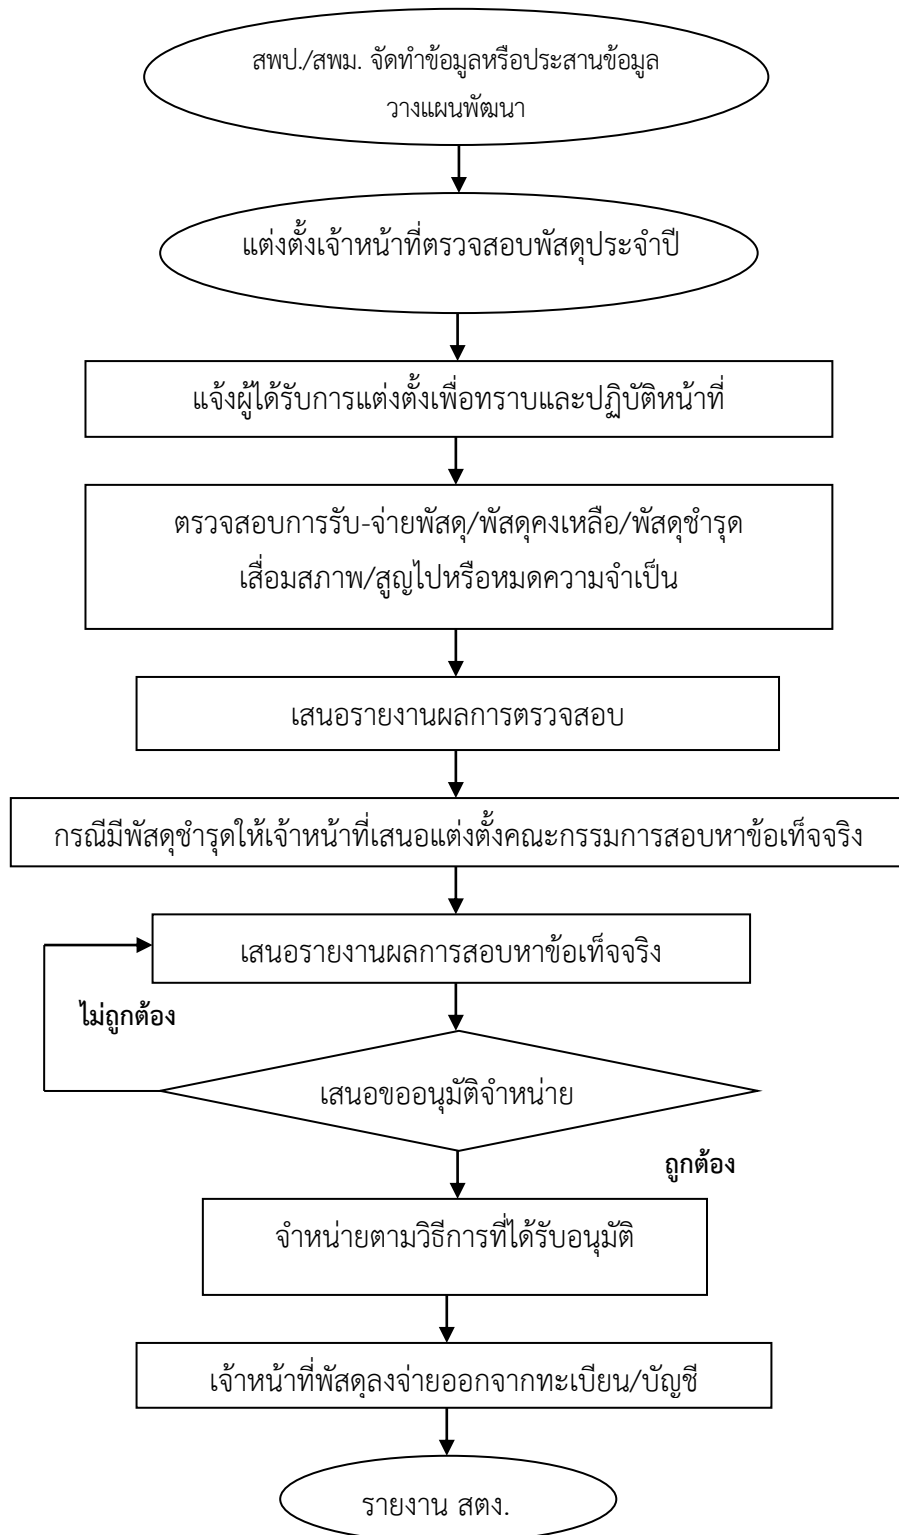 สพป./สพม. จัดทำข้อมูลหรือประสานข้อมูล
วางแผนพัฒนา
แต่งตั้งเจ้าหน้าที่ตรวจสอบพัสดุประจำปี
แจ้งผู้ได้รับการแต่งตั้งเพื่อทราบและปฏิบัติหน้าที่
ตรวจสอบการรับ-จ่ายพัสดุ/พัสดุคงเหลือ/พัสดุชำรุด
เสื่อมสภาพ/สูญไปหรือหมดความจำเป็น
เสนอรายงานผลการตรวจสอบ
กรณีมีพัสดุชำรุดให้เจ้าหน้าที่เสนอแต่งตั้งคณะกรรมการสอบหาข้อเท็จจริง
เสนอรายงานผลการสอบหาข้อเท็จจริง
ไม่ถูกต้อง
เสนอขออนุมัติจำหน่าย
ถูกต้อง
จำหน่ายตามวิธีการที่ได้รับอนุมัติ
เจ้าหน้าที่พัสดุลงจ่ายออกจากทะเบียน/บัญชี
รายงาน สตง.